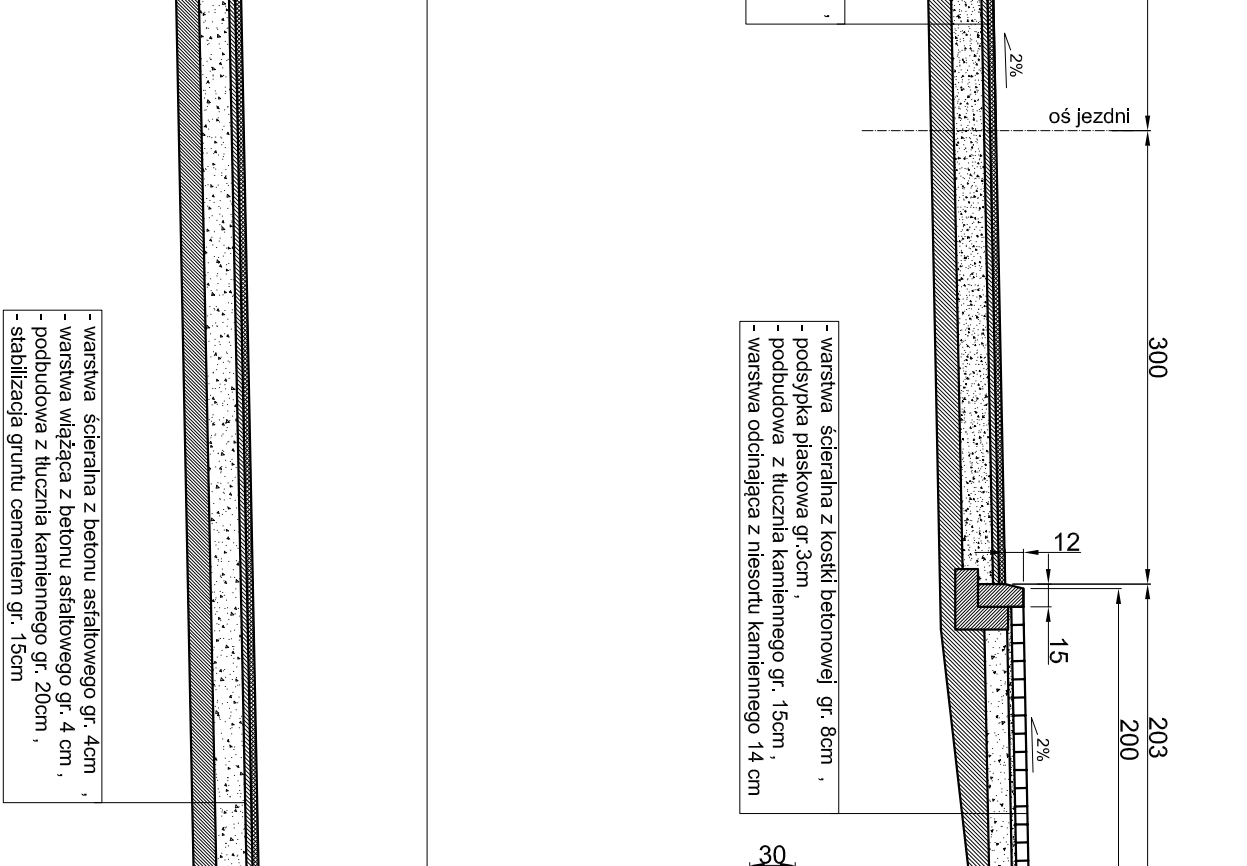 ,
2%
oś jezdni
300
- warstwa ścieralna z betonu asfaltowego gr. 4cm ,
- warstwa wiążąca z betonu asfaltowego gr. 4 cm ,
- podbudowa z tłucznia kamiennego gr. 20cm ,
- stabilizacja gruntu cementem gr. 15cm
- warstwa ścieralna z kostki betonowej gr. 8cm ,
- podsypka piaskowa gr.3cm ,
- podbudowa z tłucznia kamiennego gr. 15cm ,
- warstwa odcinająca z niesortu kamiennego 14 cm
12
15
203
200
2%
30